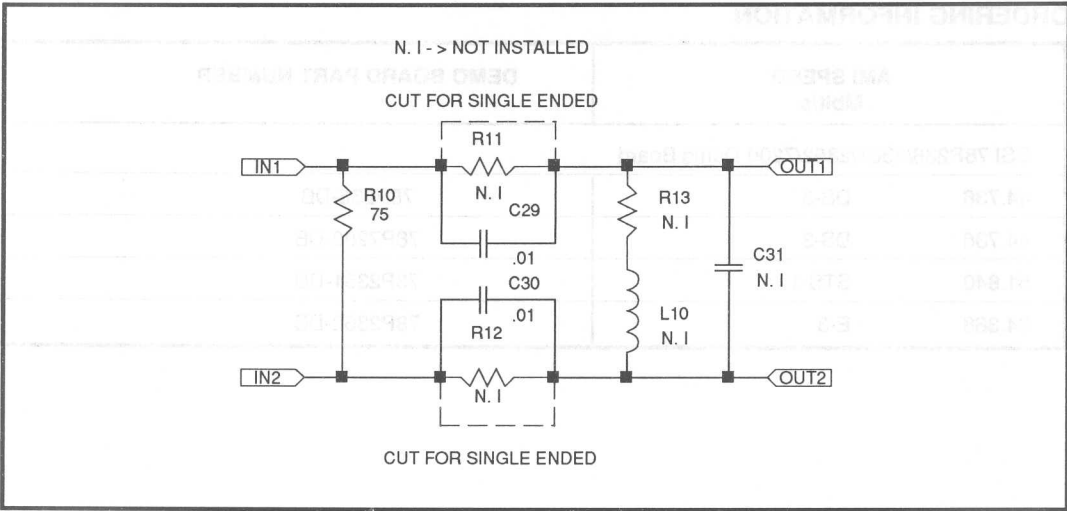 N. I - > NOT INSTALLED
CUT FOR SINGLE ENDED
R11
IN1
OUT1
N. I
R10
75
C29
R13
N. I
.01
C31
N. I
C30
.01
L10
N. I
R12
IN2
OUT2
N. I
CUT FOR SINGLE ENDED